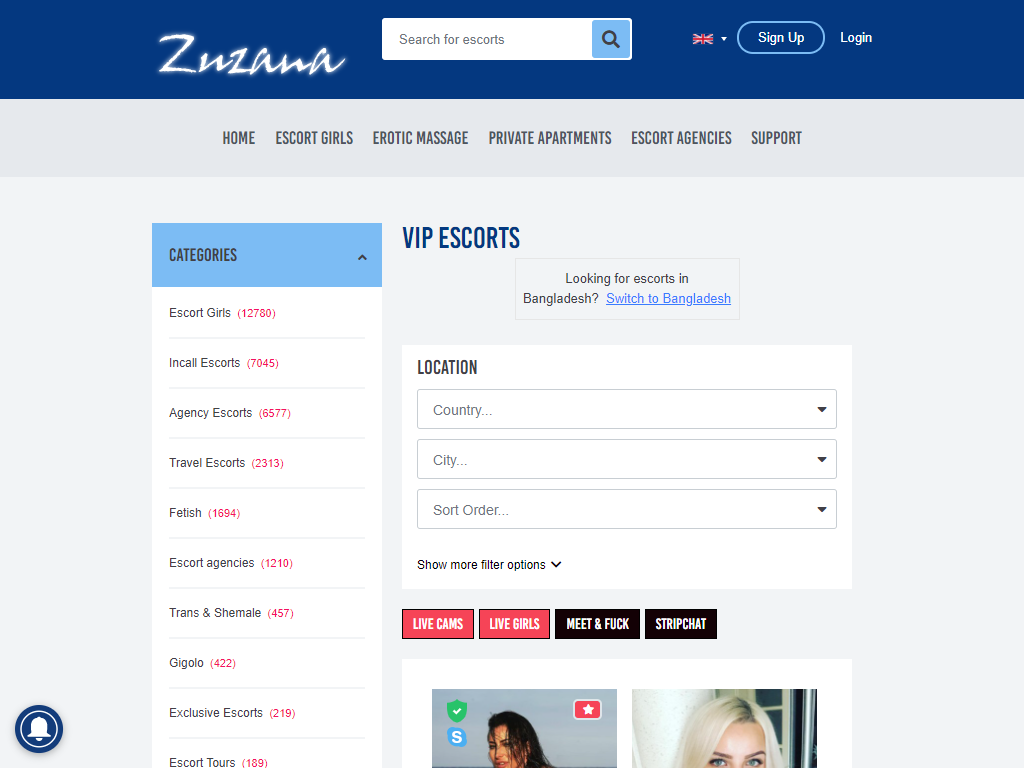 Zuzana
Search for escorts
Sign Up
Login
HOME
ESCORT GIRLS
EROTIC MASSAGE
PRIVATE APARTMENTS
ESCORT AGENCIES
SUPPORT
CATEGORIES
Escort Girls (12780)
Incall Escorts (7045)
Agency Escorts (6577)
Travel Escorts (2313)
Fetish (1694)
Escort agencies (1210)
Trans & Shemale (457)
Gigolo (422)
Exclusive Escorts (219)
Escort Tours (189)
VIP ESCORTS
Looking for escorts in
Bangladesh? Switch to Bangladesh
LOCATION
Country...
City...
Sort Order...
Show more filter options
LIVE CAMS
LIVE GIRLS
MEET & FUCK
STRIPCHAT